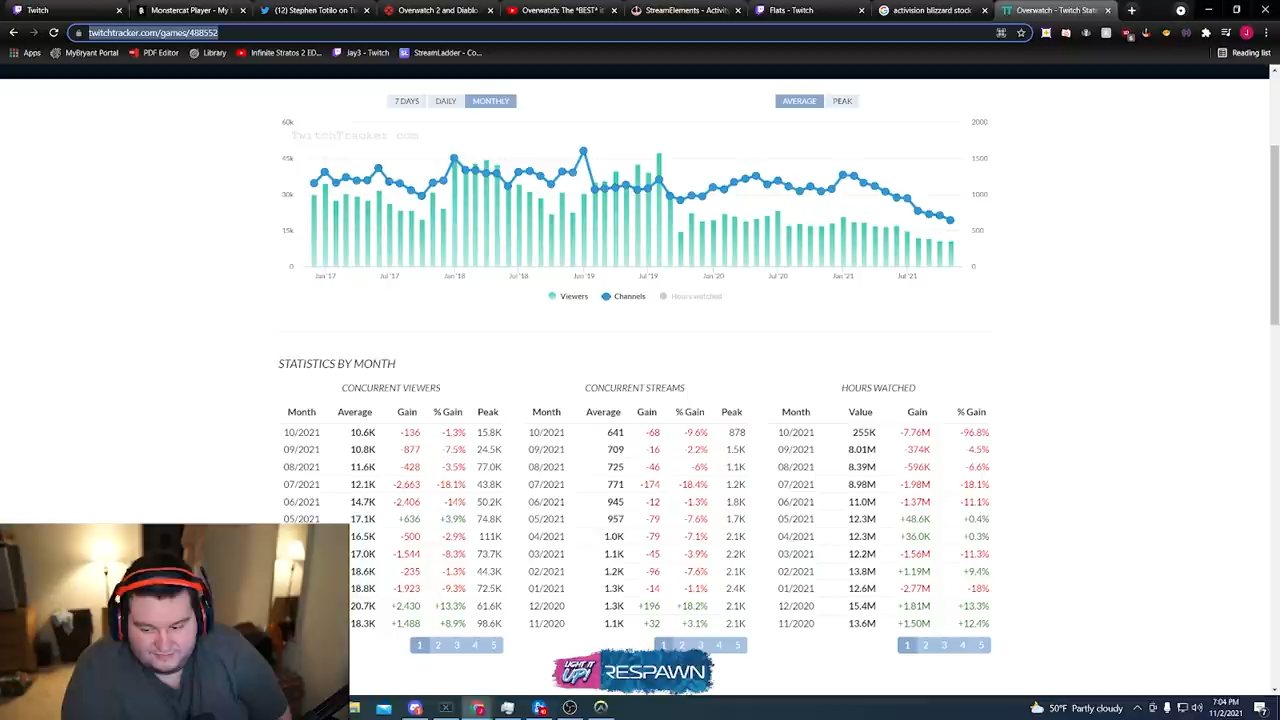 Twitch
Monstercat Player - My
(2) Stephen Totilo on Twitt
Overwatch: The *BEST*
StreamElements - Activi
Flats - Twitch
activision blizzard stock
Overwatch - Twitch Stat
twitchtracker.com/games/488552
Apps
MyBryant Portal
PDF Editor
Library
Infinite Stratos 2 ED...
Jay3 - Twitch
StreamLadder - Co...
Reading list
7 DAYS DAILY MONTHLY
AVERAGE PEAK
TwitchTracker.com
60k 2000
45k 1500
30k 1000
15k 500
0 0
Jan '17 Jul '17 Jan '18 Jul '18 Jan '19 Jul '19 Jan '20 Jul '20 Jan '21 Jul '21
Viewers Channels Hours watched
STATISTICS BY MONTH
CONCURRENT VIEWERS CONCURRENT STREAMS HOURS WATCHED
Month Average Gain % Gain Peak Month Average Gain % Gain Peak Month Value Gain % Gain
10/2021 10.6K -136 -1.3% 15.8K 10/2021 641 -68 -9.6% 878 10/2021 255K -7.76M -96.8%
09/2021 10.8K -877 -7.5% 24.5K 09/2021 709 -16 -2.2% 1.5K 09/2021 8.01M -374K -4.5%
08/2021 11.6K -428 -3.5% 77.0K 08/2021 725 -46 -6% 1.1K 08/2021 8.39M -596K -6.6%
07/2021 12.1K -2,663 -18.1% 43.8K 07/2021 771 -174 -18.4% 1.2K 07/2021 8.98M -1.98M -18.1%
06/2021 14.7K -2,406 -14% 50.2K 06/2021 945 -12 -1.3% 1.8K 06/2021 11.0M -1.37M -11.1%
05/2021 17.1K +636 +3.9% 74.8K 05/2021 957 -79 -7.6% 1.7K 05/2021 12.3M +48.6K +0.4%
16.5K -500 -2.9% 111K 04/2021 1.0K -79 -7.1% 2.1K 04/2021 12.3M +36.0K +0.3%
17.0K -1,544 -8.3% 73.7K 03/2021 1.1K -45 -3.9% 2.2K 03/2021 12.2M -1.56M -11.3%
18.6K -235 -1.3% 44.3K 02/2021 1.2K -96 -7.6% 2.1K 02/2021 13.8M +1.19M +9.4%
18.8K -1,923 -9.3% 72.5K 01/2021 1.3K -14 -1.1% 2.4K 01/2021 12.6M -2.77M -18%
20.7K +2,430 +13.3% 61.6K 12/2020 1.3K +196 +18.2% 2.1K 12/2020 15.4M +1.81M +13.3%
18.3K +1,488 +8.9% 98.6K 11/2020 1.1K +32 +3.1% 2.1K 11/2020 13.6M +1.50M +12.4%
1 2 3 4 5 1 2 3 4 5 1 2 3 4 5
LIGHT IT UP! RESPAWN
50°F Partly cloudy
7:04 PM
11/2/2021